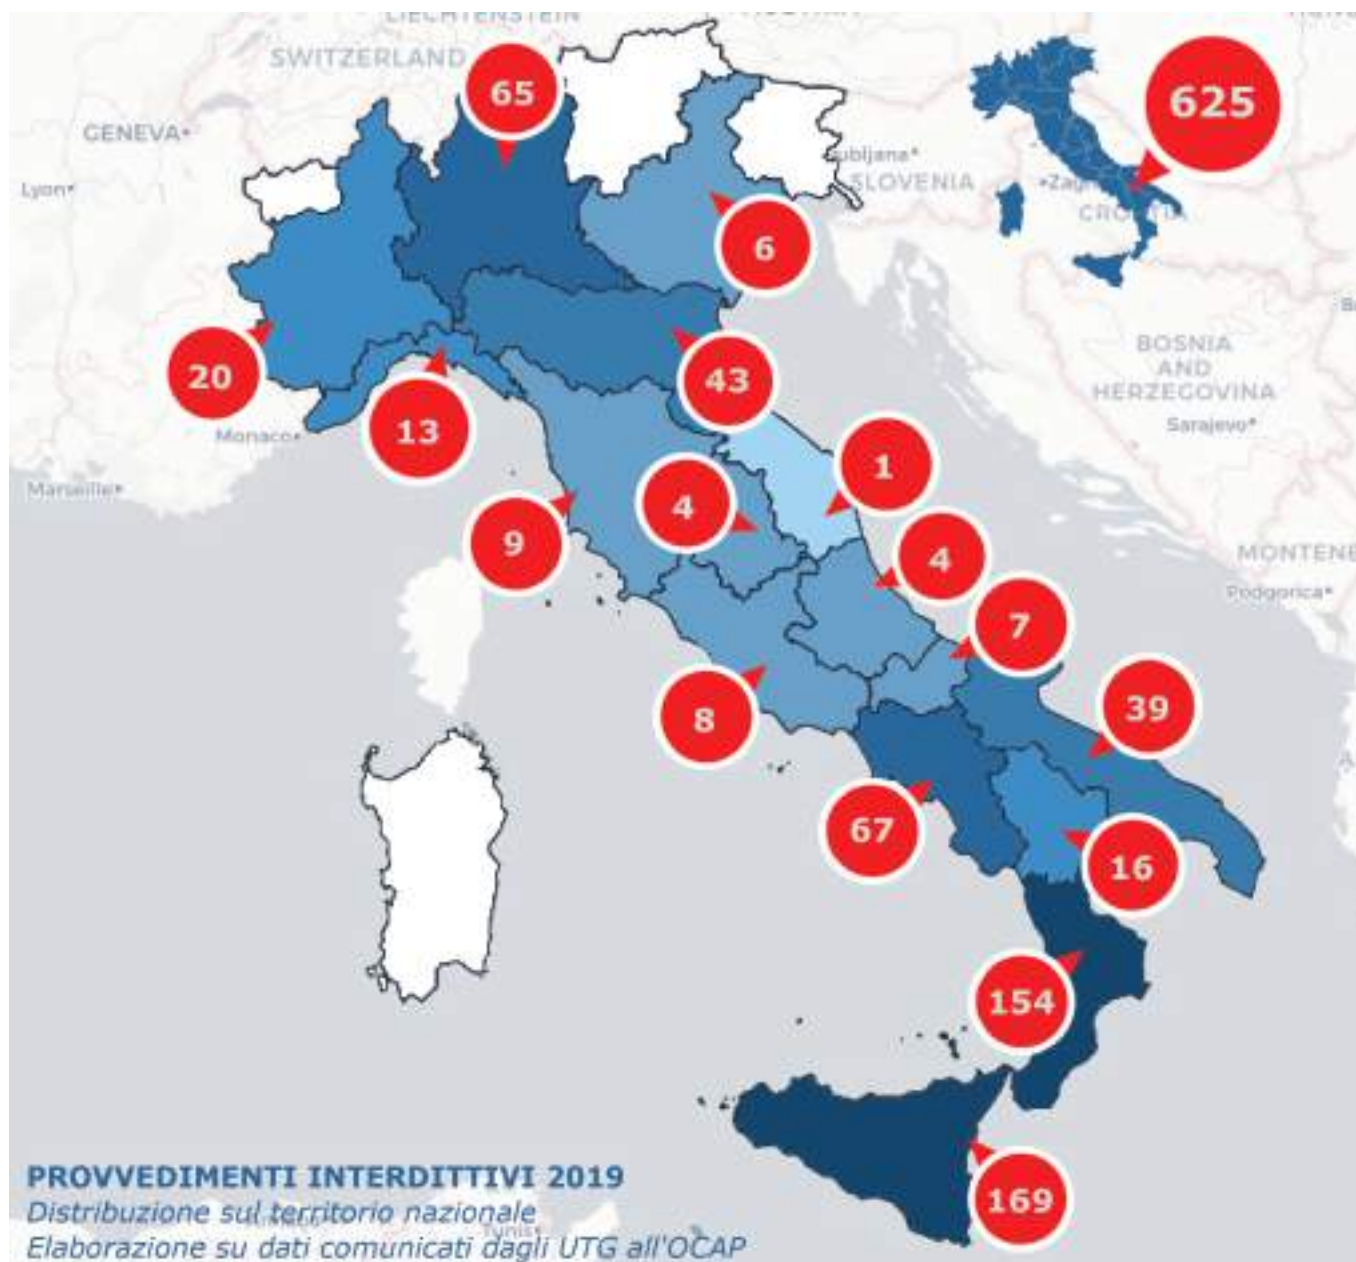 LIECHTENSTEIN
SWITZERLAND
65
625
GENEVA
Lyon
SLOVENIA
CROATIA
6
BOSNIA
AND
HERZEGOVINA
Sarajevo
20
43
13
Monaco
1
Marseille
4
9
4
MONTENE
Podgorica
7
8
39
67
16
154
169
PROVVEDIMENTI INTERDITTIVI 2019
Distribuzione sul territorio nazionale
Tunis
Elaborazione su dati comunicati dagli UTG all'OCAP